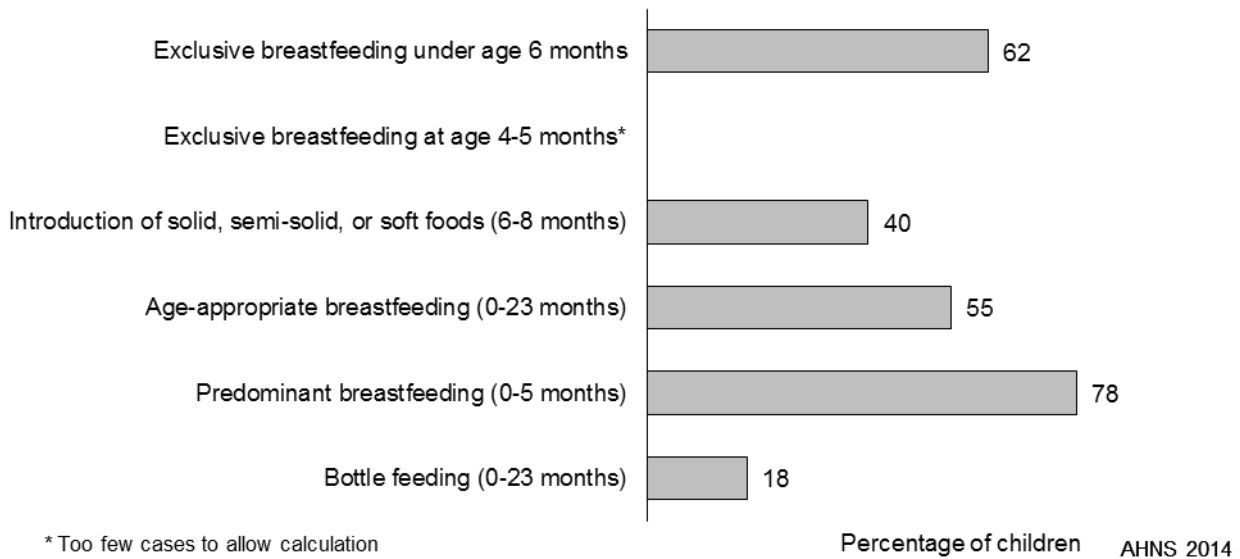 Exclusive breastfeeding under age 6 months 62
Exclusive breastfeeding at age 4-5 months*
Introduction of solid, semi-solid, or soft foods (6-8 months) 40
Age-appropriate breastfeeding (0-23 months) 55
Predominant breastfeeding (0-5 months) 78
Bottle feeding (0-23 months) 18
* Too few cases to allow calculation Percentage of children AHNS 2014